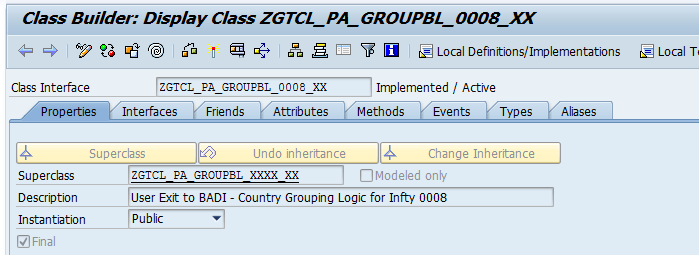 Class Builder: Display Class ZGTCL_PA_GROUPBL_0008_XX
Local Definitions/Implementations Local T
Class Interface ZGTCL_PA_GROUPBL_0008_XX Implemented / Active
Properties Interfaces Friends Attributes Methods Events Types Aliases
Superclass Undo inheritance Change Inheritance
Superclass ZGTCL_PA_GROUPBL_XXXX_XX Modeled only
Description User Exit to BADI - Country Grouping Logic for Infty 0008
Instantiation Public
Final